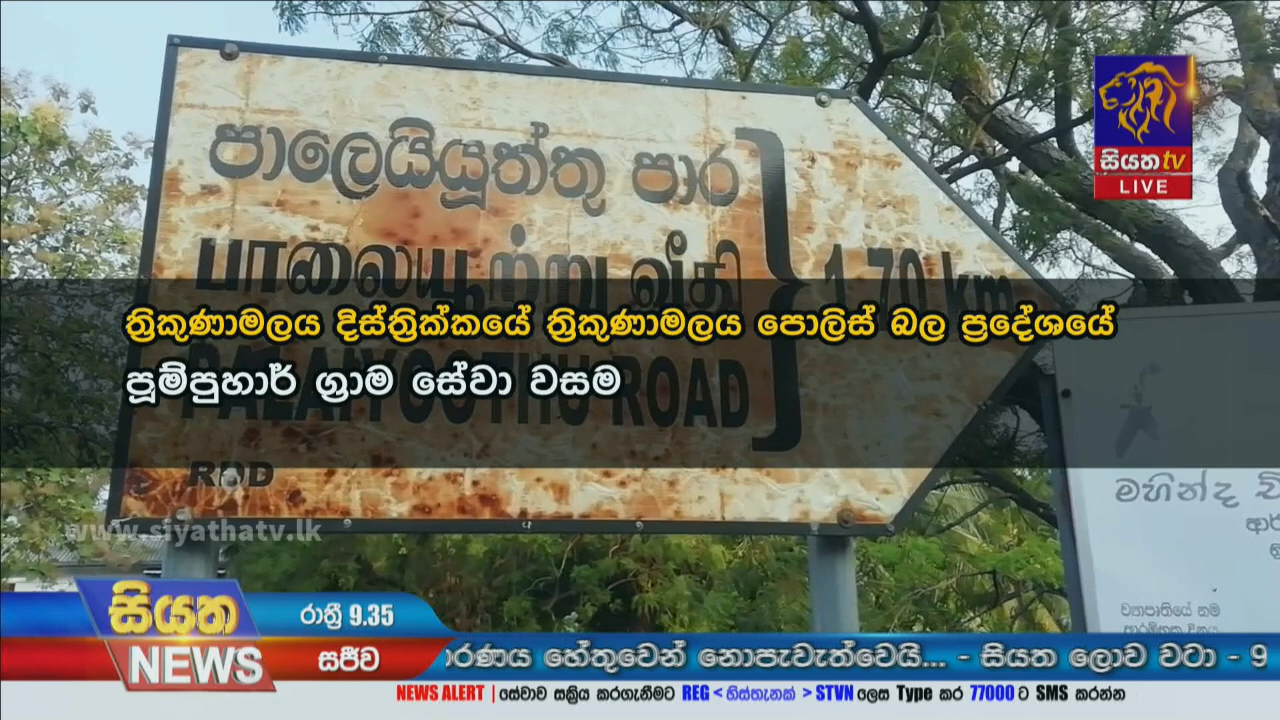 පාලෙයියූත්තු පාර
பாலையூற்று வீதி
1.70 km
PALAIYOOTHU ROAD
RDD
සියත tv
LIVE
ත්‍රිකුණාමලය දිස්ත්‍රික්කයේ ත්‍රිකුණාමලය පොලිස් බල ප්‍රදේශයේ
පූම්පුහාර් ග්‍රාම සේවා වසම
මහින්ද
ව්‍යාපෘතියේ නම
www.siyathatv.lk
සියත
NEWS
රාත්‍රී 9.35
සජීව
හේතුවෙන් නොපැවැත්වෙයි... - සියත ලොව වටා - 9
NEWS ALERT | සේවාව සක්‍රිය කරගැනීමට REG < හිස්තැනක් > STVN ලෙස Type කර 77000 ට SMS කරන්න